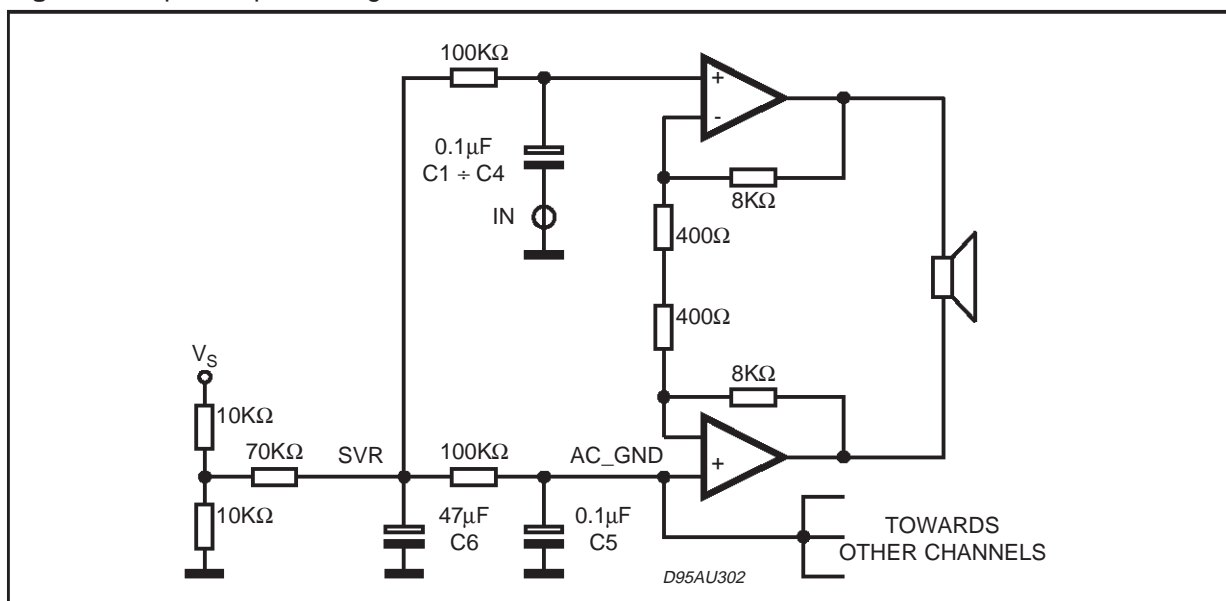 100KΩ
+
-
0.1µF
C1 ÷ C4
IN
8KΩ
400Ω
400Ω
8KΩ
V_S
10KΩ
70KΩ
SVR
100KΩ
AC_GND
+
10KΩ
47µF
C6
0.1µF
C5
TOWARDS
OTHER CHANNELS
D95AU302